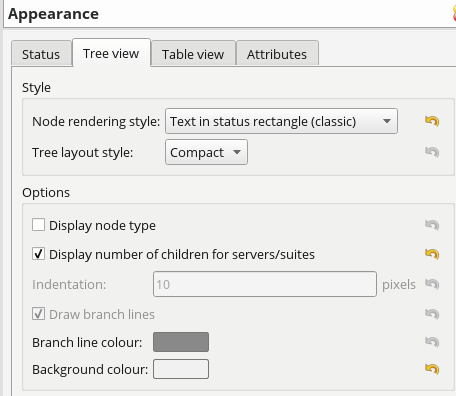 Appearance
Status Tree view Table view Attributes
Style
Node rendering style: Text in status rectangle (classic)
Tree layout style: Compact
Options
Display node type
Display number of children for servers/suites
Indentation: 10 pixels
Draw branch lines
Branch line colour:
Background colour: